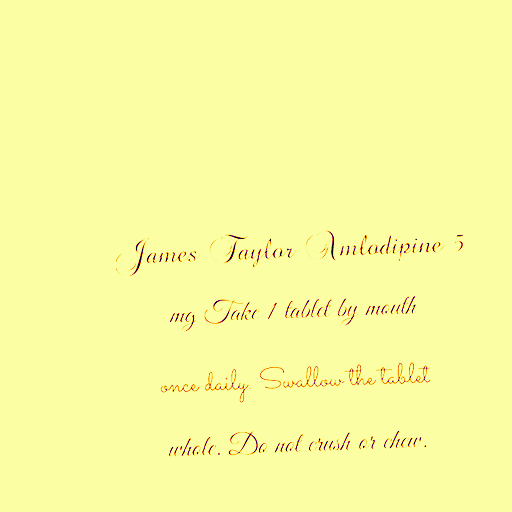 James Taylor Amlodipine 5
mg Take 1 tablet by mouth
once daily. Swallow the tablet
whole. Do not crush or chew.